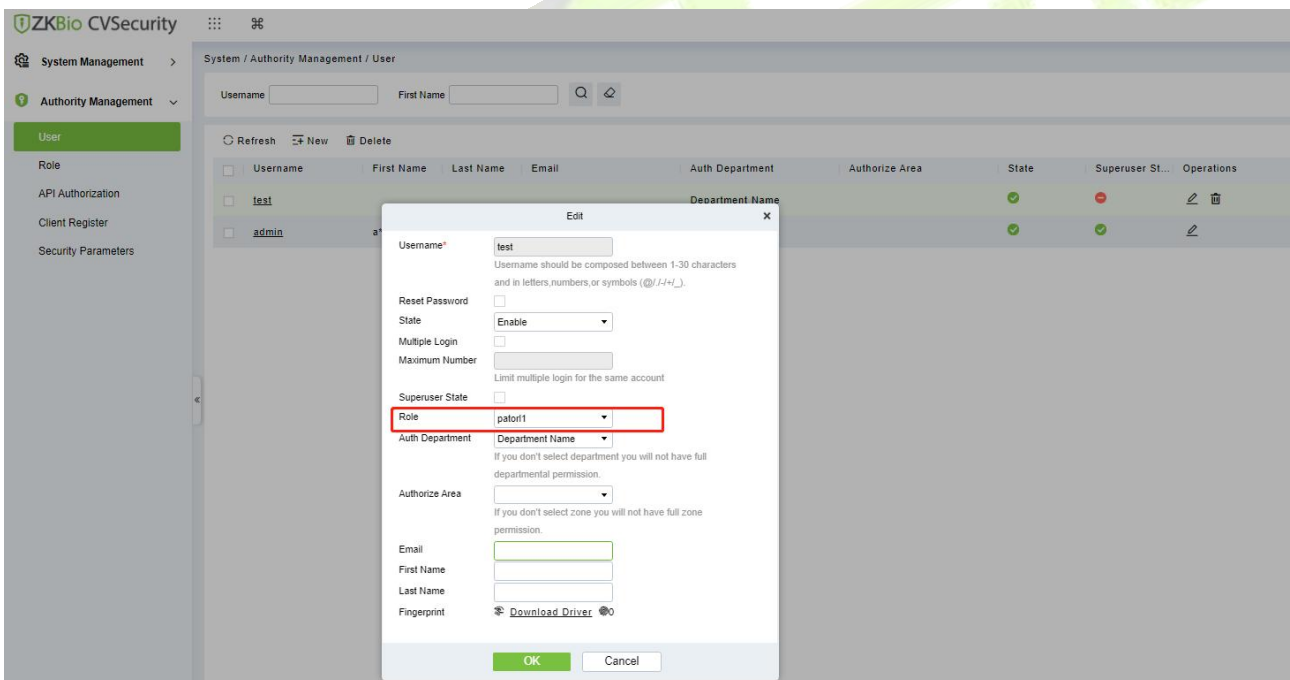 ZKBio CVSecurity
System Management >
System / Authority Management / User
Authority Management
Username First Name
User
Role
API Authorization
Client Register
Security Parameters
Refresh New Delete
Username First Name Last Name Email Auth Department Authorize Area State Superuser St... Operations
test Department Name
admin a*
Edit x
Username* test
Username should be composed between 1-30 characters
and in letters,numbers,or symbols (@/./-/+/_).
Reset Password
State Enable
Multiple Login
Maximum Number
Limit multiple login for the same account
Superuser State
Role patorl1
Auth Department Department Name
If you don't select department you will not have full
departmental permission.
Authorize Area
If you don't select zone you will not have full zone
permission.
Email
First Name
Last Name
Fingerprint Download Driver 0
OK Cancel